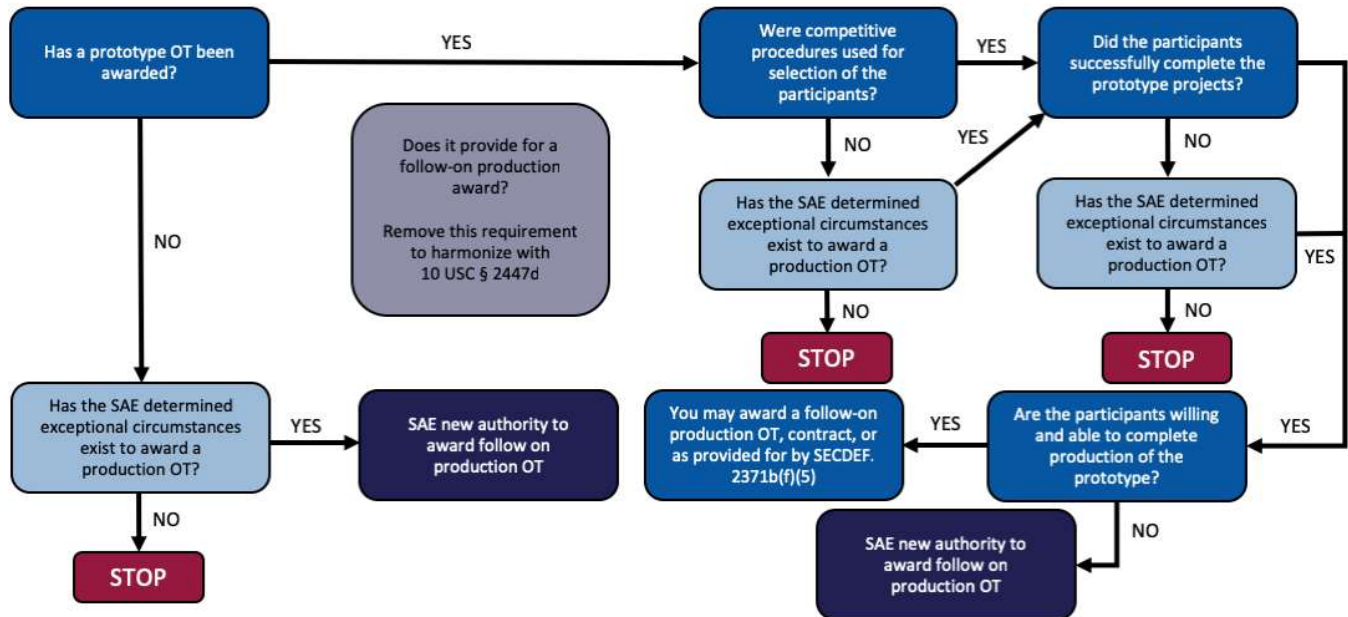 Has a prototype OT been
awarded?
YES
Were competitive
procedures used for
selection of the
participants?
YES
Did the participants
successfully complete the
prototype projects?
NO
Does it provide for a
follow-on production
award?
Remove this requirement
to harmonize with
10 USC § 2447d
NO
YES
NO
Has the SAE determined
exceptional circumstances
exist to award a
production OT?
Has the SAE determined
exceptional circumstances
exist to award a
production OT?
YES
NO
STOP
NO
STOP
Has the SAE determined
exceptional circumstances
exist to award a
production OT?
YES
SAE new authority to
award follow on
production OT
You may award a follow-on
production OT, contract, or
as provided for by SECDEF.
2371b(f)(5)
YES
Are the participants willing
and able to complete
production of the
prototype?
YES
NO
STOP
SAE new authority to
award follow on
production OT
NO